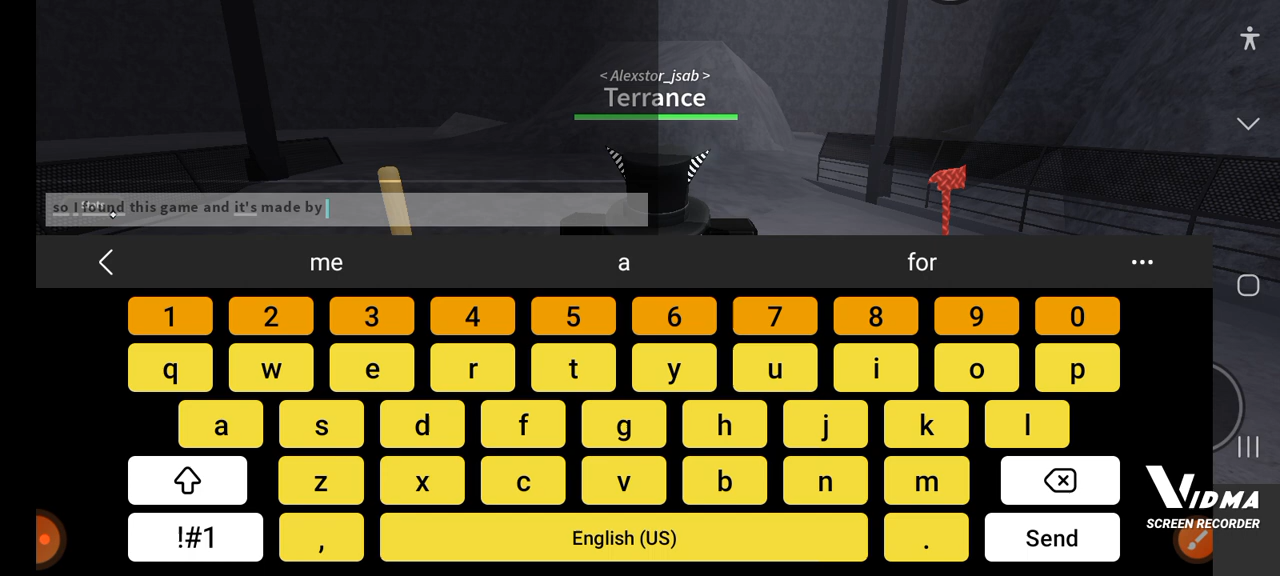 < Alexstor_jsab >
Terrance
so I found this game and it's made by
me a for •••
1 2 3 4 5 6 7 8 9 0
q w e r t y u i o p
a s d f g h j k l
z x c v b n m
!#1 , English (US) . Send
VIDMA
SCREEN RECORDER